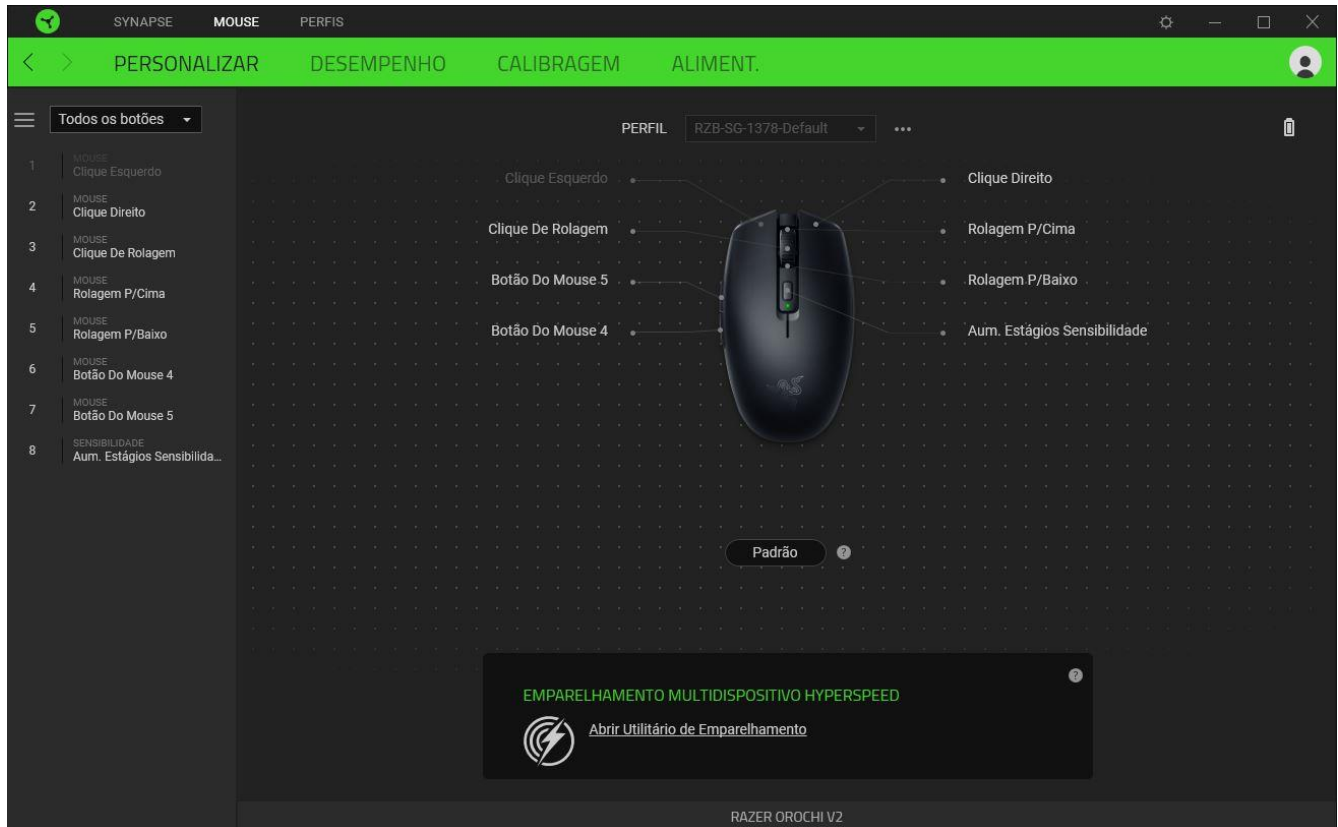 SYNAPSE MOUSE PERFIS
PERSONALIZAR DESEMPENHO CALIBRAGEM ALIMENT.
Todos os botões
PERFIL RZB-SG-1378-Default
1
MOUSE
Clique Esquerdo
2
MOUSE
Clique Direito
3
MOUSE
Clique De Rolagem
4
MOUSE
Rolagem P/Cima
5
MOUSE
Rolagem P/Baixo
6
MOUSE
Botão Do Mouse 4
7
MOUSE
Botão Do Mouse 5
8
SENSIBILIDADE
Aum. Estágios Sensibilida...
Clique Esquerdo
Clique De Rolagem
Botão Do Mouse 5
Botão Do Mouse 4
Clique Direito
Rolagem P/Cima
Rolagem P/Baixo
Aum. Estágios Sensibilidade
Padrão ?
?
EMPARELHAMENTO MULTIDISPOSITIVO HYPERSPEED
Abrir Utilitário de Emparelhamento
RAZER OROCHI V2